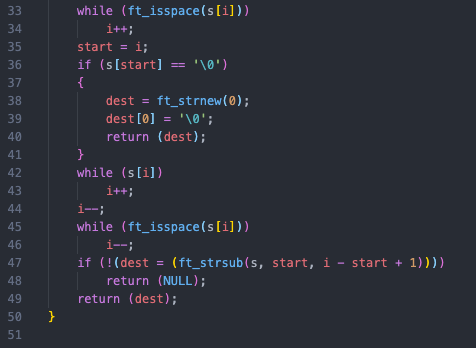 33 while (ft_isspace(s[i]))
34 i++;
35 start = i;
36 if (s[start] == '\0')
37 {
38 dest = ft_strnew(0);
39 dest[0] = '\0';
40 return (dest);
41 }
42 while (s[i])
43 i++;
44 i--;
45 while (ft_isspace(s[i]))
46 i--;
47 if (!(dest = (ft_strsub(s, start, i - start + 1))))
48 return (NULL);
49 return (dest);
50 }
51